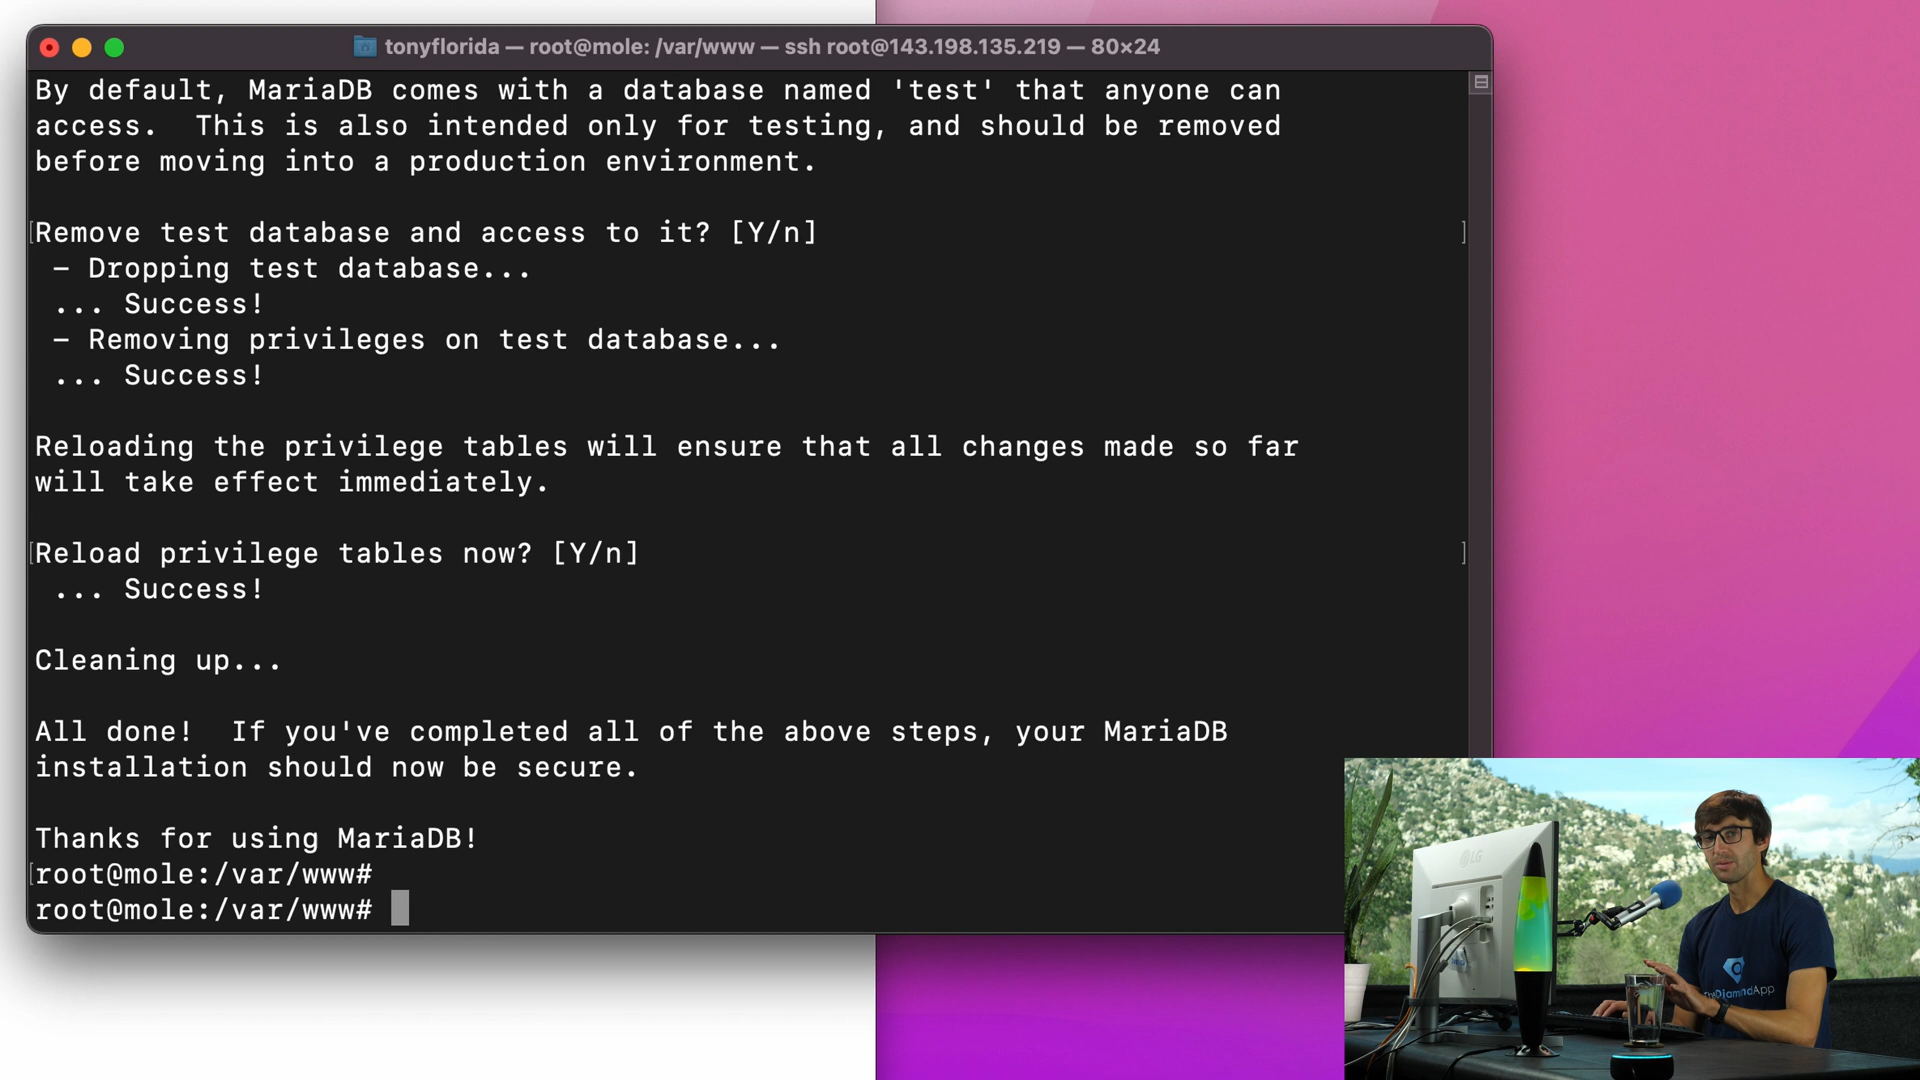 tonyflorida — root@mole: /var/www — ssh root@143.198.135.219 — 80×24
By default, MariaDB comes with a database named 'test' that anyone can
access.  This is also intended only for testing, and should be removed
before moving into a production environment.
[Remove test database and access to it? [Y/n] ]
– Dropping test database...
... Success!
– Removing privileges on test database...
... Success!
Reloading the privilege tables will ensure that all changes made so far
will take effect immediately.
[Reload privilege tables now? [Y/n] ]
... Success!
Cleaning up...
All done!  If you've completed all of the above steps, your MariaDB
installation should now be secure.
Thanks for using MariaDB!
[root@mole:/var/www#
root@mole:/var/www#
LG